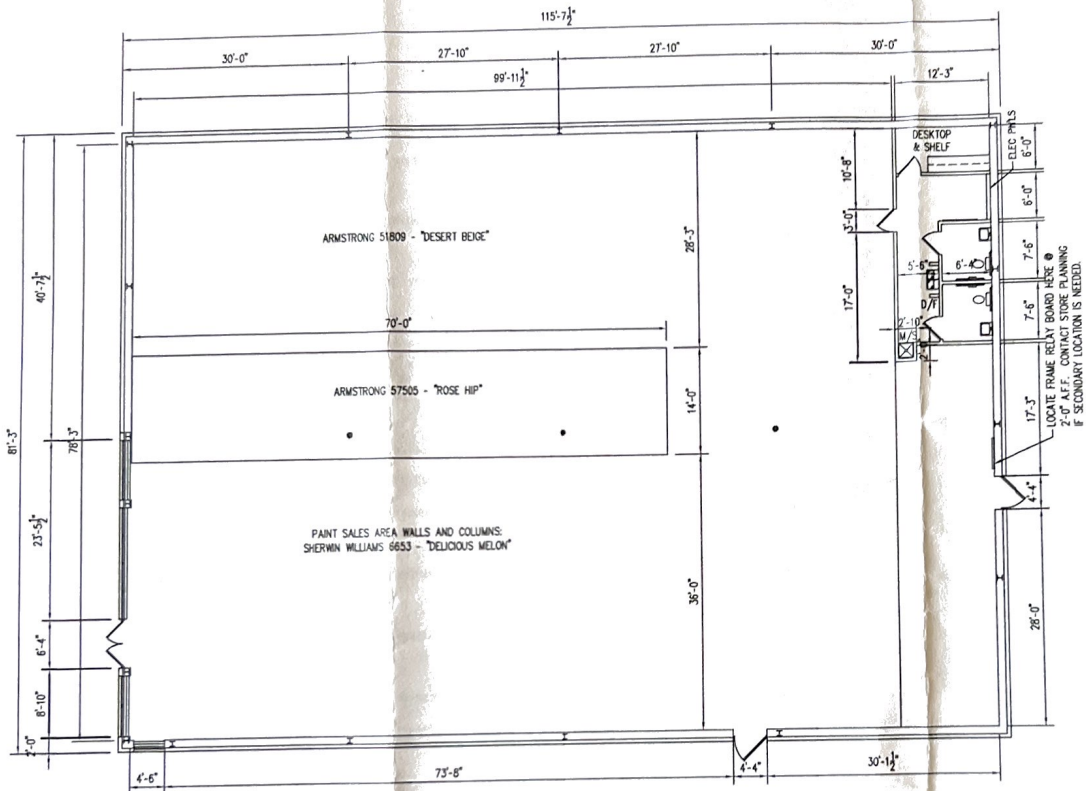 115'-7½"
30'-0" 27'-10" 27'-10" 30'-0"
99'-11½" 12'-3"
DESKTOP
& SHELF
ELEC PNLS
6'-0"
6'-0"
7'-6"
7'-6"
17'-3"
4'-4"
28'-0"
10'-8"
3'-0"
17'-0"
5'-6" 6'-4"
D/F
2'-10"
M/S
28'-3"
14'-0"
36'-0"
ARMSTRONG 51809 - "DESERT BEIGE"
70'-0"
ARMSTRONG 57505 - "ROSE HIP"
PAINT SALES AREA WALLS AND COLUMNS:
SHERWIN WILLIAMS 6653 - "DELICIOUS MELON"
LOCATE FRAME RELAY BOARD HERE @
2'-0" A.F.F. CONTACT STORE PLANNING
IF SECONDARY LOCATION IS NEEDED.
81'-3"
78'-3"
40'-7½"
23'-5½"
6'-4"
8'-10"
2'-0"
4'-6" 73'-8" 4'-4" 30'-1½"